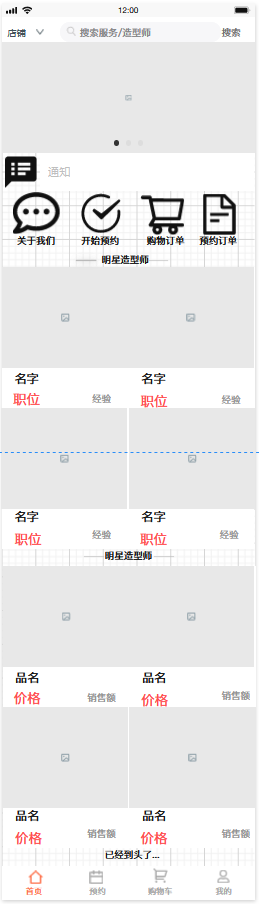 12:00
店铺 搜索服务/造型师 搜索
通知
关于我们 开始预约 购物订单 预约订单
明星造型师
名字 名字
职位 经验 职位 经验
名字 名字
职位 经验 职位 经验
明星造型师
品名 品名
价格 销售额 价格 销售额
品名 品名
价格 销售额 价格 销售额
已经到头了...
首页 预约 购物车 我的